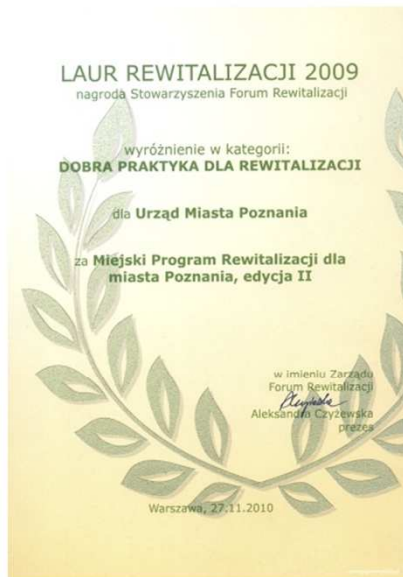 LAUR REWITALIZACJI 2009
nagroda Stowarzyszenia Forum Rewitalizacji
wyróżnienie w kategorii:
DOBRA PRAKTYKA DLA REWITALIZACJI
dla Urząd Miasta Poznania
za Miejski Program Rewitalizacji dla
miasta Poznania, edycja II
w imieniu Zarządu
Forum Rewitalizacji
Aleksandra Czyżewska
prezes
Warszawa, 27.11.2010